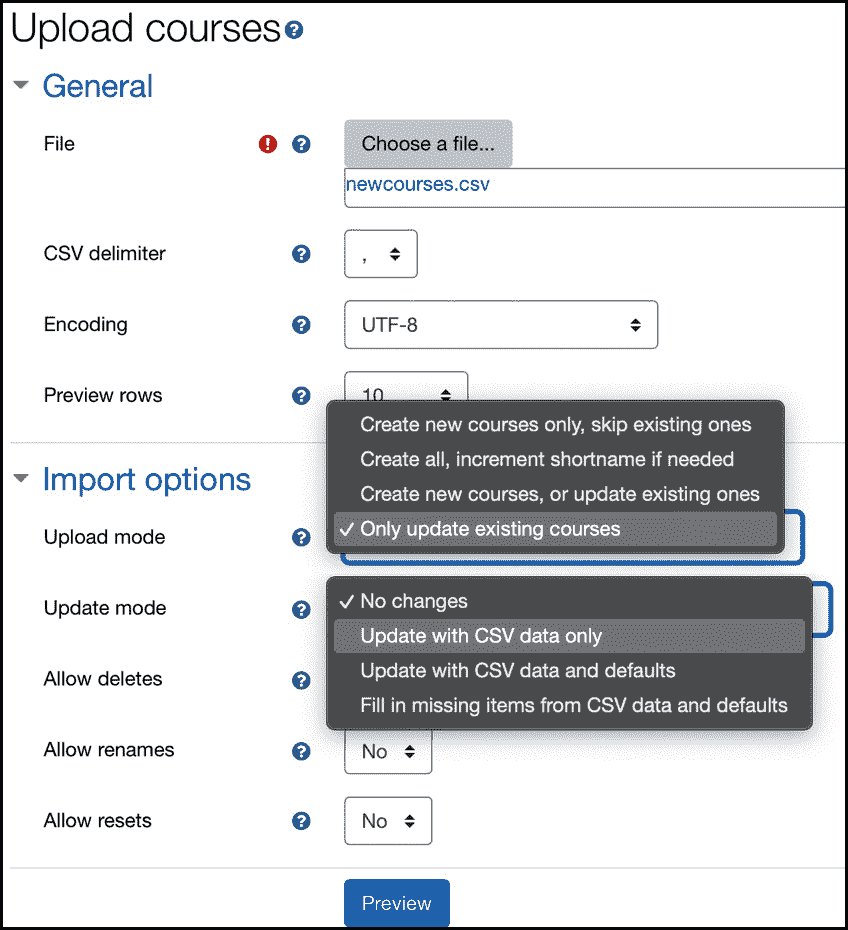 Upload courses
General
File
Choose a file...
newcourses.csv
CSV delimiter
,
Encoding
UTF-8
Preview rows
10
Create new courses only, skip existing ones
Create all, increment shortname if needed
Create new courses, or update existing ones
Only update existing courses
Import options
Upload mode
Update mode
No changes
Update with CSV data only
Update with CSV data and defaults
Fill in missing items from CSV data and defaults
Allow deletes
Allow renames
No
Allow resets
No
Preview